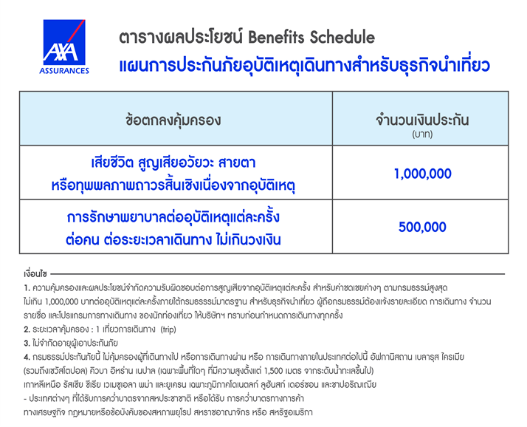 AXA
ASSURANCES
ตารางผลประโยชน์ Benefits Schedule
แผนการประกันภัยอุบัติเหตุเดินทางสำหรับธุรกิจนำเที่ยว
ข้อตกลงคุ้มครอง
จำนวนเงินประกัน
(บาท)
เสียชีวิต สูญเสียอวัยวะ สายตา
หรือทุพพลภาพถาวรสิ้นเชิงเนื่องจากอุบัติเหตุ
1,000,000
การรักษาพยาบาลต่ออุบัติเหตุแต่ละครั้ง
ต่อคน ต่อระยะเวลาเดินทาง ไม่เกินวงเงิน
500,000
เงื่อนไข
1. ความคุ้มครองและผลประโยชน์จำกัดความรับผิดชอบต่อการสูญเสียจากอุบัติเหตุแต่ละครั้ง สำหรับค่าชดเชยต่างๆ ตามกรมธรรม์สูงสุด
ไม่เกิน 1,000,000 บาทต่ออุบัติเหตุแต่ละครั้งภายใต้กรมธรรรม์มาตรฐาน สำหรับธุรกิจนำเที่ยว ผู้ถือกรมธรรม์ต้องแจ้งรายละเอียด การเดินทาง จำนวน
รายชื่อ และโปรแกรมการทางเดินทาง ของนักท่องเที่ยว ให้บริษัทฯ ทราบก่อนกำหนดการเดินทางทุกครั้ง
2. ระยะเวลาคุ้มครอง : 1 เที่ยวการเดินทาง (trip)
3. ไม่จำกัดอายุผู้เอาประกัน
4. กรมธรรม์ประกันภัยนี้ ไม่คุ้มครองผู้ที่เดินทางไป หรือการเดินทางผ่าน หรือ การเดินทางภายในประเทศต่อไปนี้ อัฟกานิสถาน เบลารุส ไครเมีย
(รวมถึงเซวัสโตปอล) คิวบา อิหร่าน เนปาล (เฉพาะพื้นที่ใดๆ ที่มีความสูงตั้งแต่ 1,500 เมตร จากระดับน้ำทะเลขึ้นไป)
เกาหลีเหนือ รัสเซีย ซีเรีย เวเนซูเอลา พม่า และยูเครน เฉพาะภูมิภาคโดเนตสก์ ลูฮันสก์ เคอร์ซอน และซาปอริซเณีย
- ประเทศต่างๆ ที่ได้รับการคว่ำบาตรจากสหประชาชาติ หรือได้รับ การคว่ำบาตรทางการค้า
ทางเศรษฐกิจ กฎหมายหรือข้อบังคับของสหภาพยุโรป สหราชอาณาจักร หรือ สหรัฐอเมริกา